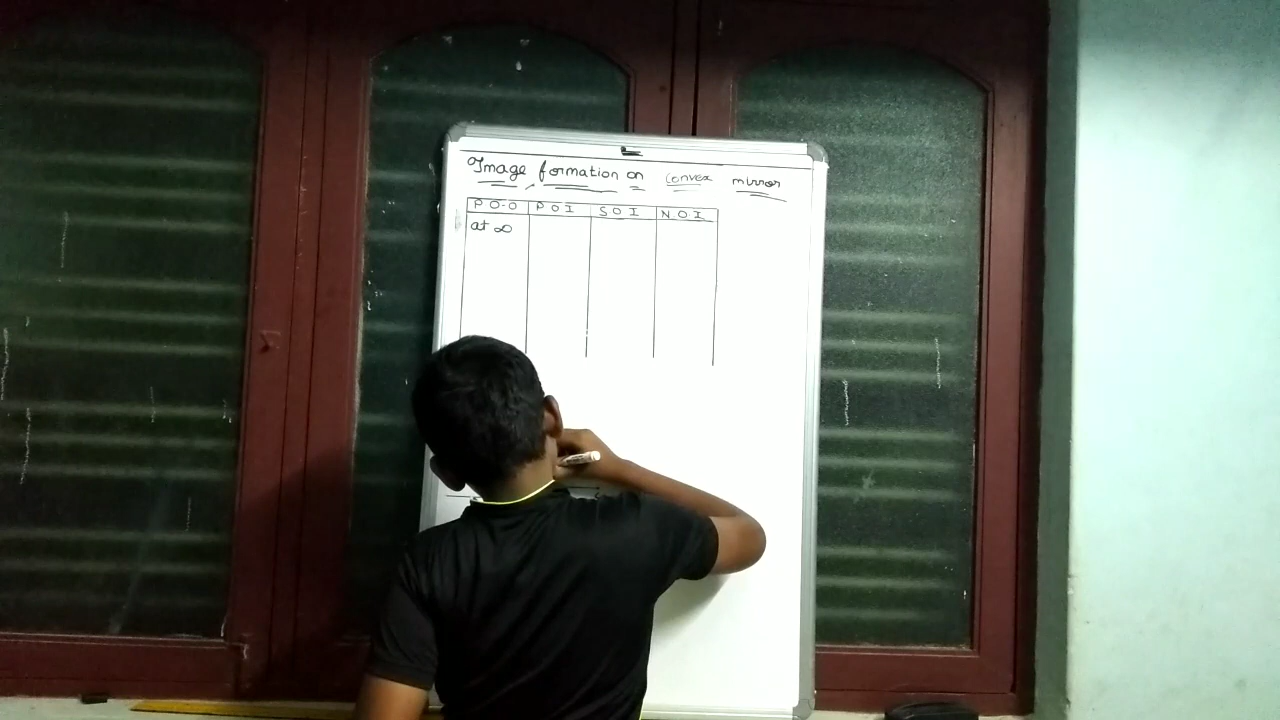 Image formation on convex mirror
P O-O P O I S O I N O I
at ∞